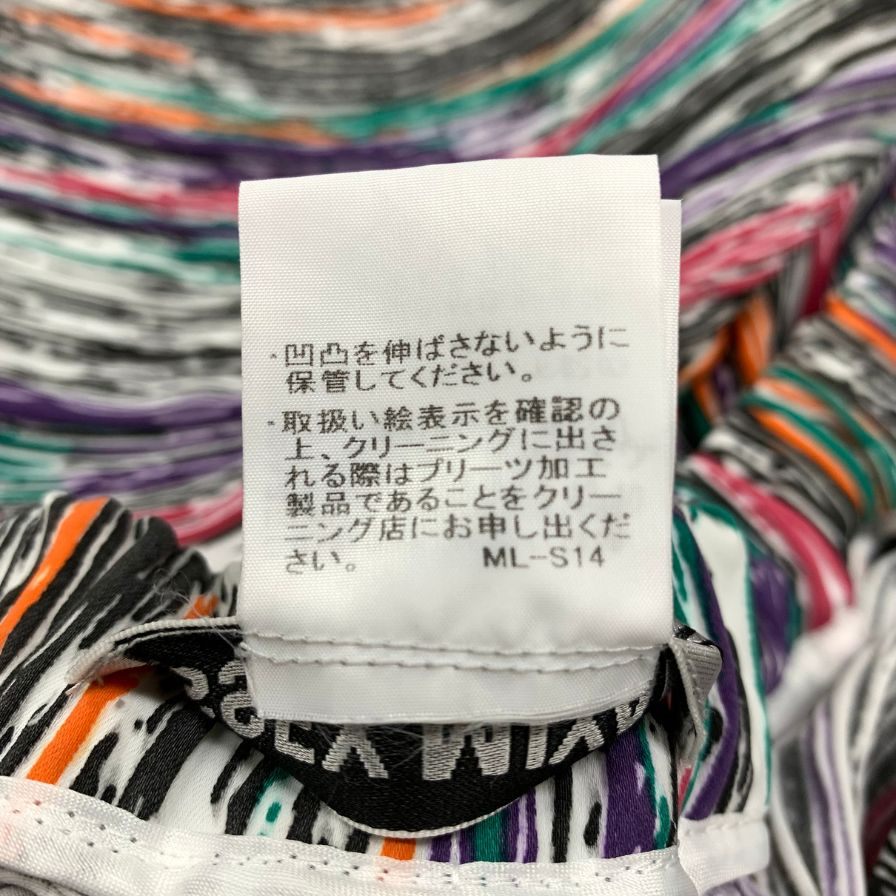 ・凹凸を伸ばさないように
保管してください。
・取扱い絵表示を確認の
上、クリーニングに出さ
れる際はプリーツ加工
製品であることをクリー
ニング店にお申し出くだ
さい。 ML-S14